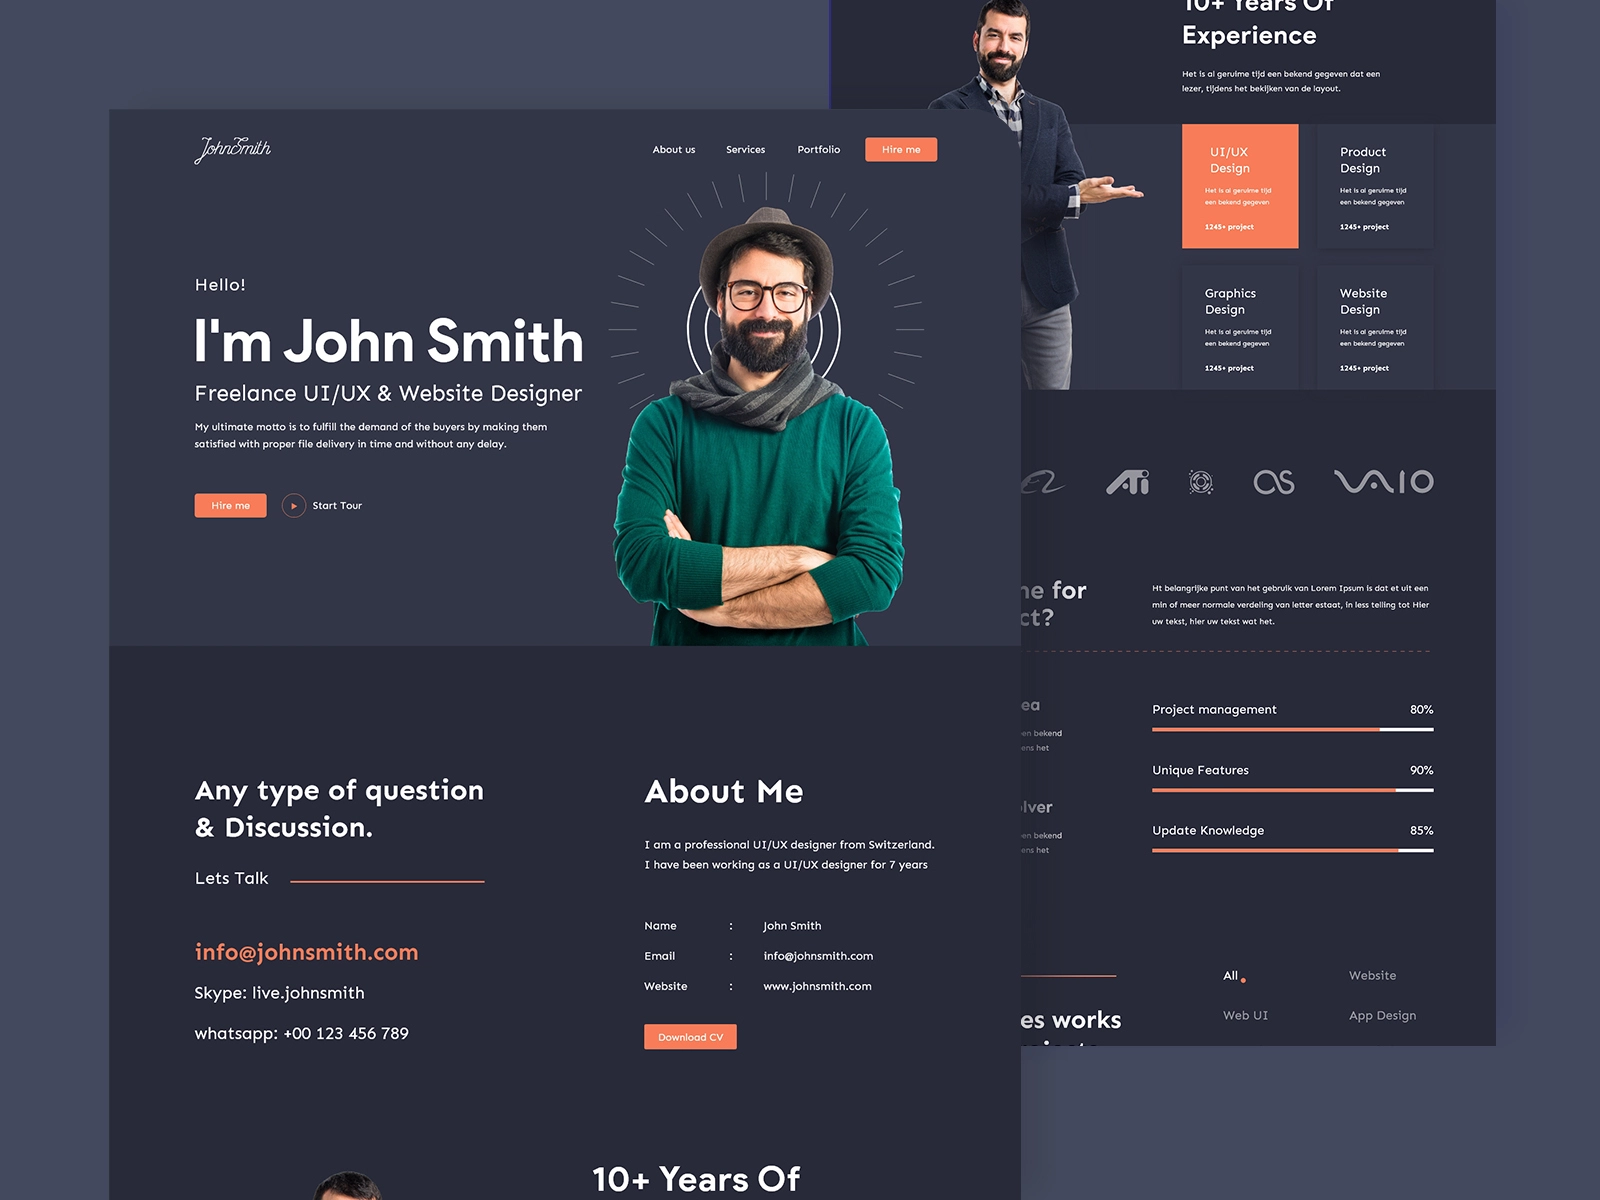 JohnSmith
About us
Services
Portfolio
Hire me
Hello!
I'm John Smith
Freelance UI/UX & Website Designer
My ultimate motto is to fulfill the demand of the buyers by making them
satisfied with proper file delivery in time and without any delay.
Hire me
Start Tour
Any type of question
& Discussion.
Lets Talk
info@johnsmith.com
Skype: live.johnsmith
whatsapp: +00 123 456 789
About Me
I am a professional UI/UX designer from Switzerland.
I have been working as a UI/UX designer for 7 years
Name : John Smith
Email : info@johnsmith.com
Website : www.johnsmith.com
Download CV
10+ Years Of
10+ Years Of
Experience
Het is al geruime tijd een bekend gegeven dat een
lezer, tijdens het bekijken van de layout.
UI/UX
Design
Het is al geruime tijd
een bekend gegeven
1245+ project
Product
Design
Het is al geruime tijd
een bekend gegeven
1245+ project
Graphics
Design
Het is al geruime tijd
een bekend gegeven
1245+ project
Website
Design
Het is al geruime tijd
een bekend gegeven
1245+ project
ATi
as
VAIO
for
ct?
Ht belangrijke punt van het gebruik van Lorem Ipsum is dat et uit een
min of meer normale verdeling van letter estaat, in less telling tot Hier
uw tekst, hier uw tekst wat het.
ea
en bekend
ens het
lver
en bekend
ens het
Project management 80%
Unique Features 90%
Update Knowledge 85%
All
Website
Web UI
App Design
es works